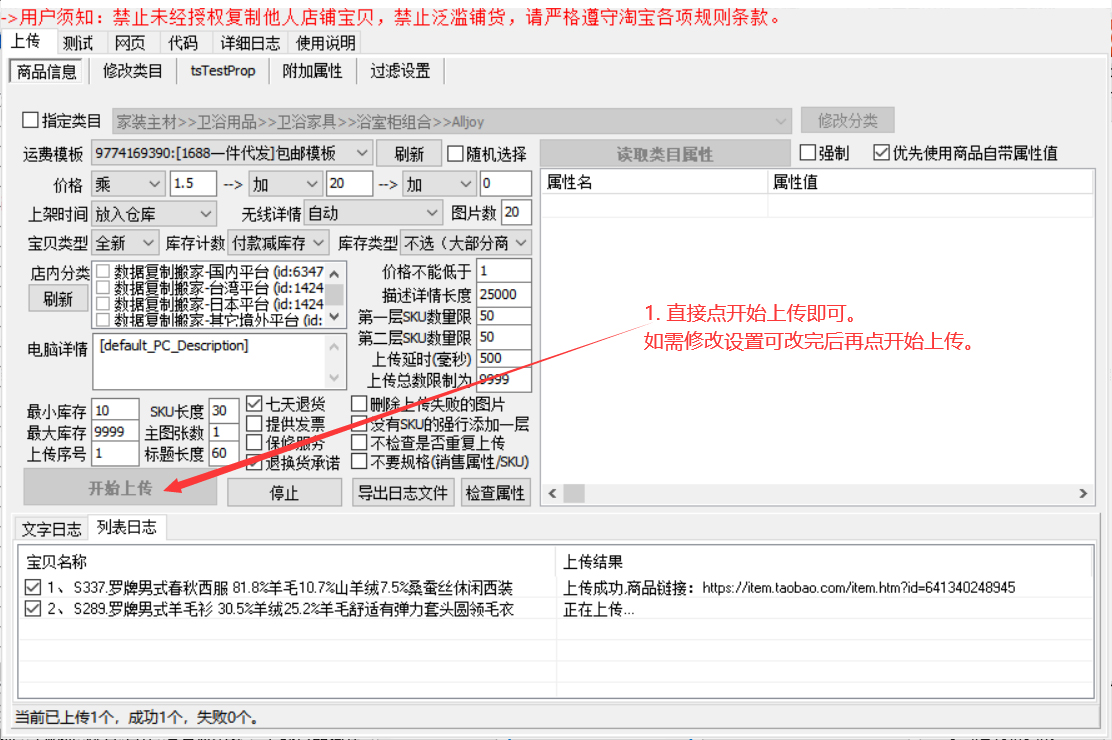 ->用户须知：禁止未经授权复制他人店铺宝贝，禁止泛滥铺货，请严格遵守淘宝各项规则条款。
上传 测试 网页 代码 详细日志 使用说明
商品信息 修改类目 tsTestProp 附加属性 过滤设置
指定类目 家装主材>>卫浴用品>>卫浴家具>>浴室柜组合>>Alljoy 修改分类
运费模板 9774169390:[1688一件代发]包邮模板 刷新 随机选择 读取类目属性 强制 优先使用商品自带属性值
价格 乘 1.5 --> 加 20 --> 加 0 属性名 属性值
上架时间 放入仓库 无线详情 自动 图片数 20
宝贝类型 全新 库存计数 付款减库存 库存类型 不选（大部分商
店内分类 数据复制搬家-国内平台 (id:6347 价格不能低于 1
刷新 数据复制搬家-台湾平台 (id:1424 描述详情长度 25000
数据复制搬家-日本平台 (id:1424 第一层SKU数量限 50
数据复制搬家-其它境外平台 (id: 第二层SKU数量限 50
1. 直接点开始上传即可。
如需修改设置可改完后再点开始上传。
电脑详情 [default_PC_Description] 上传延时(毫秒) 500
上传总数限制为 9999
最小库存 10 SKU长度 30 七天退货 删除上传失败的图片
最大库存 9999 主图张数 1 提供发票 没有SKU的强行添加一层
上传序号 1 标题长度 60 保修服务 不检查是否重复上传
退换货承诺 不要规格(销售属性/SKU)
开始上传 停止 导出日志文件 检查属性
文字日志 列表日志
宝贝名称 上传结果
1、 S337.罗牌男式春秋西服 81.8%羊毛10.7%山羊绒7.5%桑蚕丝休闲西装 上传成功.商品链接：https://item.taobao.com/item.htm?id=641340248945
2、 S289.罗牌男式羊毛衫 30.5%羊绒25.2%羊毛舒适有弹力套头圆领毛衣 正在上传...
当前已上传1个，成功1个，失败0个。